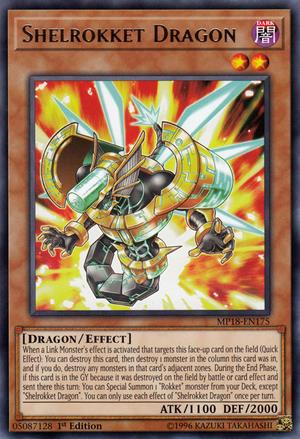 SHELROKKET DRAGON
DARK
闇
MP18-EN175
[DRAGON/EFFECT]
When a Link Monster's effect is activated that targets this face-up card on the field (Quick
Effect): You can destroy this card, then destroy 1 monster in the column this card was in,
and if you do, destroy any monsters in that card's adjacent zones. During the End Phase,
if this card is in the GY because it was destroyed on the field by battle or card effect and
sent there this turn: You can Special Summon 1 "Rokket" monster from your Deck, except
"Shelrokket Dragon". You can only use each effect of "Shelrokket Dragon" once per turn.
ATK/1100 DEF/2000
05087128 1st Edition ©1996 KAZUKI TAKAHASHI